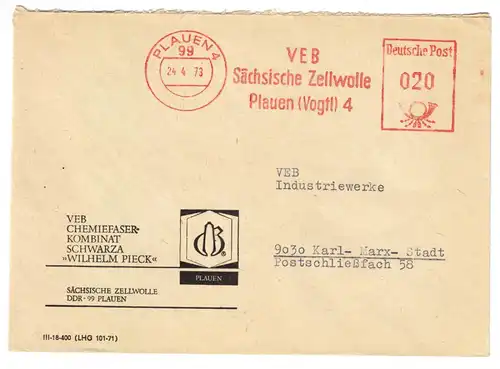 PLAUEN 4
99
24 4 73
VEB
Sächsische Zellwolle
Plauen (Vogtl) 4
Deutsche Post
020
VEB
Industriewerke
9030 Karl- Marx- Stadt
Postschließfach 58
VEB
CHEMIEFASER-
KOMBINAT
SCHWARZA
»WILHELM PIECK«
PLAUEN
SÄCHSISCHE ZELLWOLLE
DDR-99 PLAUEN
III-18-400 (LHG 101-71)